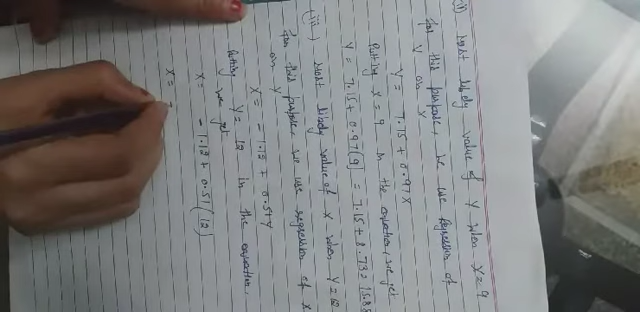 (ii) Most likely value of Y when X = 9
for this purpose, we use regression of
Y on X
Y = 7.15 + 0.97 X
Putting X = 9 in the equation, we get
Y = 7.15 + 0.97(9) = 7.15 + 8.73 = 15.88
(iii) Most likely value of X when Y = 12
for this purpose we use regression of X
on Y
X = -1.12 + 0.51Y
Putting Y = 12 in the equation,
we get
X = -1.12 + 0.51(12)
X =